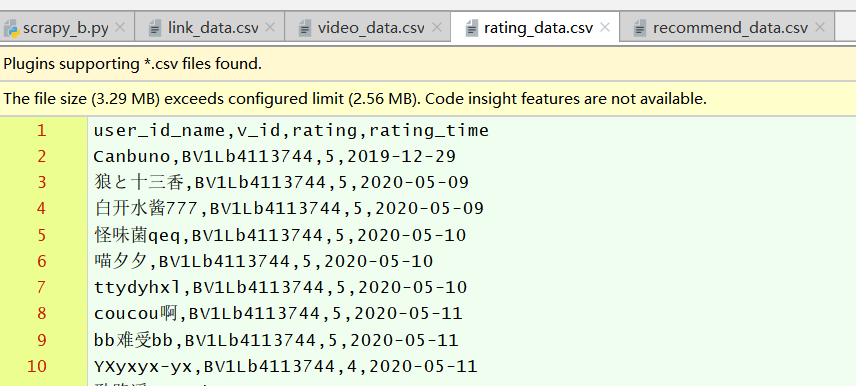 scrapy_b.py link_data.csv video_data.csv rating_data.csv recommend_data.csv
Plugins supporting *.csv files found.
The file size (3.29 MB) exceeds configured limit (2.56 MB). Code insight features are not available.
1 user_id_name,v_id,rating,rating_time
2 Canbuno,BV1Lb4113744,5,2019-12-29
3 狼と十三香,BV1Lb4113744,5,2020-05-09
4 白开水酱777,BV1Lb4113744,5,2020-05-09
5 怪味菌qeq,BV1Lb4113744,5,2020-05-10
6 喵夕夕,BV1Lb4113744,5,2020-05-10
7 ttydyhxl,BV1Lb4113744,5,2020-05-10
8 coucou啊,BV1Lb4113744,5,2020-05-11
9 bb难受bb,BV1Lb4113744,5,2020-05-11
10 YXyxyx-yx,BV1Lb4113744,4,2020-05-11